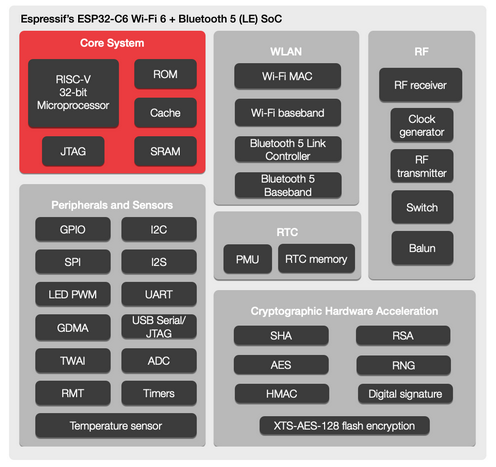 Espressif's ESP32-C6 Wi-Fi 6 + Bluetooth 5 (LE) SoC
Core System
RISC-V
32-bit
Microprocessor
ROM
Cache
JTAG
SRAM
WLAN
Wi-Fi MAC
Wi-Fi baseband
Bluetooth 5 Link
Controller
Bluetooth 5
Baseband
RF
RF receiver
Clock
generator
RF
transmitter
Switch
Balun
Peripherals and Sensors
GPIO
I2C
SPI
I2S
LED PWM
UART
GDMA
USB Serial/
JTAG
TWAI
ADC
RMT
Timers
Temperature sensor
RTC
PMU
RTC memory
Cryptographic Hardware Acceleration
SHA
RSA
AES
RNG
HMAC
Digital signature
XTS-AES-128 flash encryption